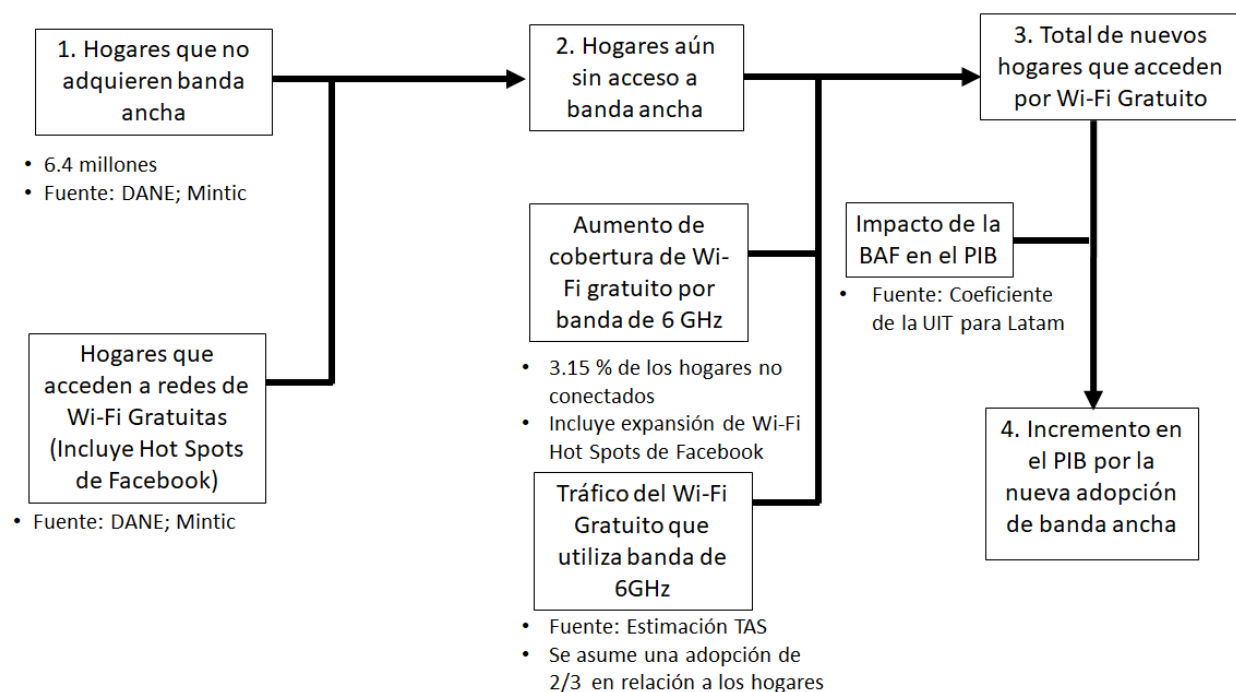 1. Hogares que no
adquieren banda
ancha
• 6.4 millones
• Fuente: DANE; Mintic
Hogares que
acceden a redes de
Wi-Fi Gratuitas
(Incluye Hot Spots
de Facebook)
• Fuente: DANE; Mintic
2. Hogares aún
sin acceso a
banda ancha
Aumento de
cobertura de Wi-
Fi gratuito por
banda de 6 GHz
• 3.15 % de los hogares no
conectados
• Incluye expansión de Wi-Fi
Hot Spots de Facebook
Tráfico del Wi-Fi
Gratuito que
utiliza banda de
6GHz
• Fuente: Estimación TAS
• Se asume una adopción de
2/3 en relación a los hogares
3. Total de nuevos
hogares que acceden
por Wi-Fi Gratuito
Impacto de la
BAF en el PIB
• Fuente: Coeficiente
de la UIT para Latam
4. Incremento en
el PIB por la
nueva adopción
de banda ancha